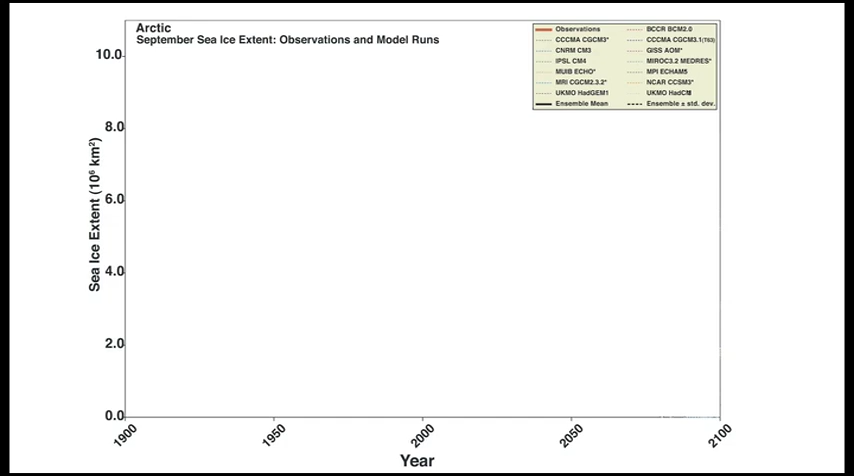 Arctic
September Sea Ice Extent: Observations and Model Runs
Observations BCCR BCM2.0
CCCMA CGCM3* CCCMA CGCM3.1(T63)
CNRM CM3 GISS AOM*
IPSL CM4 MIROC3.2 MEDRES*
MIUB ECHO* MPI ECHAM5
MRI CGCM2.3.2* NCAR CCSM3*
UKMO HadGEM1 UKMO
Ensemble Mean Ensemble ± std. dev.
Sea Ice Extent (10⁶ km²)
10.0
8.0
6.0
4.0
2.0
0.0
1900 1950 2000 2050 2100
Year